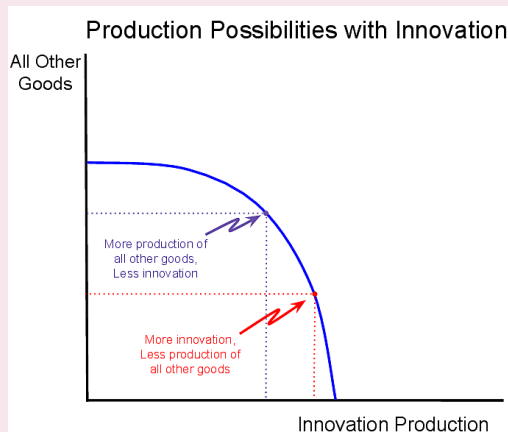 Production Possibilities with Innovation
All Other
Goods
More production of
all other goods,
Less innovation
More innovation,
Less production of
all other goods
Innovation Production